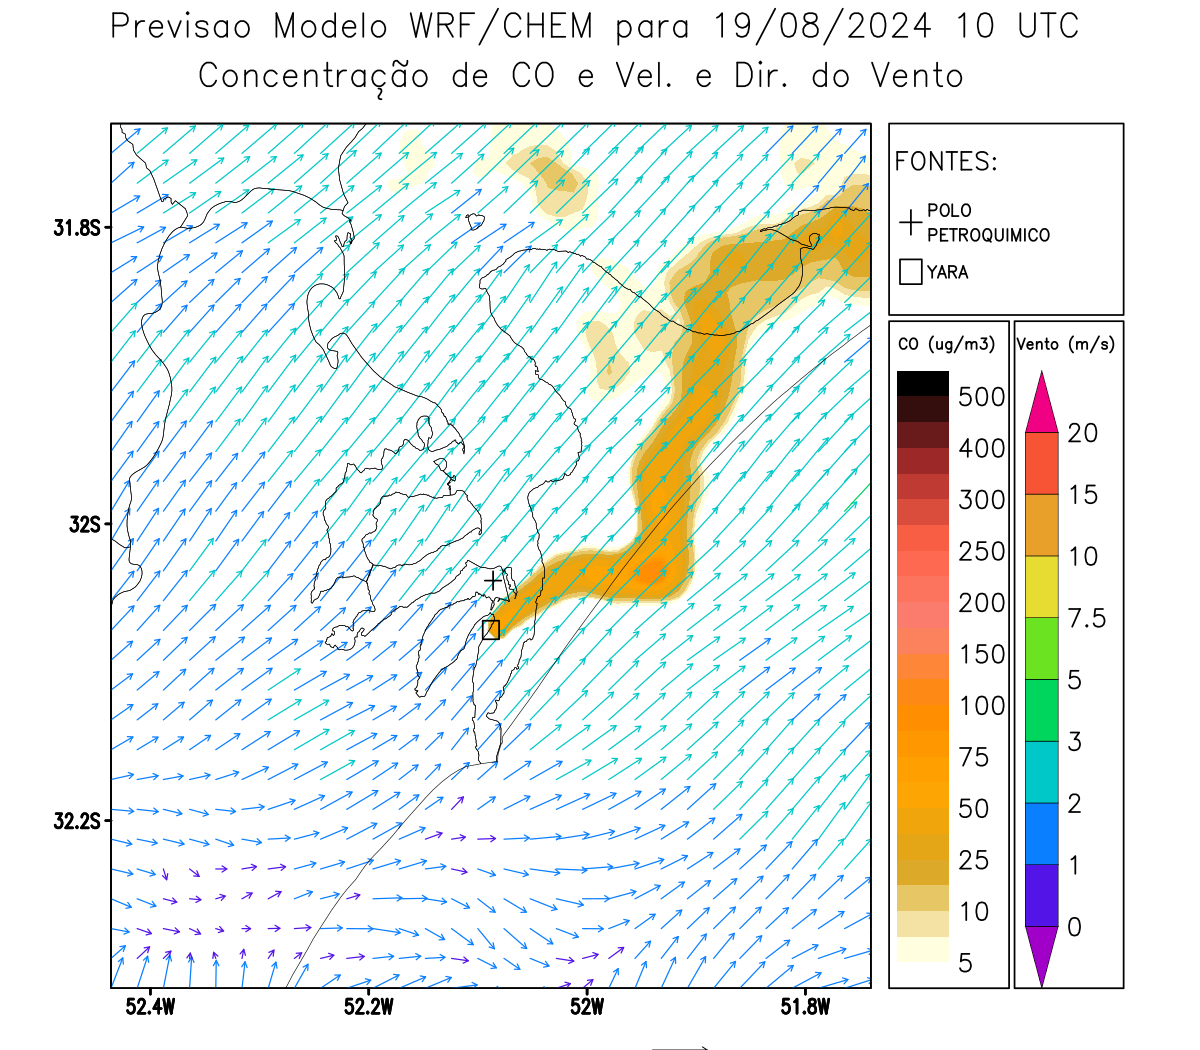 Previsao Modelo WRF/CHEM para 19/08/2024 10 UTC
Concentração de CO e Vel. e Dir. do Vento
FONTES:
POLO
PETROQUIMICO
YARA
CO (ug/m3)
500
400
300
250
200
150
100
75
50
25
10
5
Vento (m/s)
20
15
10
7.5
5
3
2
1
0
31.8S
32S
32.2S
52.4W
52.2W
52W
51.8W